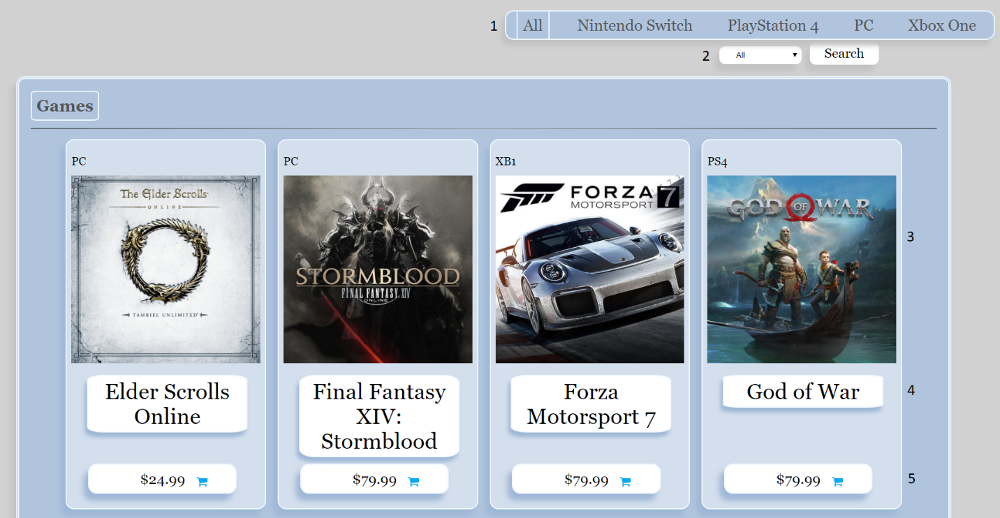 1 All Nintendo Switch PlayStation 4 PC Xbox One
2 All Search
Games
PC PC XB1 PS4
The Elder Scrolls
ONLINE
TAMRIEL UNLIMITED
STORMBLOOD
FINAL FANTASY XIV
ONLINE
FORZA
MOTORSPORT 7
GOD OF WAR
3
Elder Scrolls
Online
Final Fantasy
XIV:
Stormblood
Forza
Motorsport 7
God of War
4
$24.99 $79.99 $79.99 $79.99
5